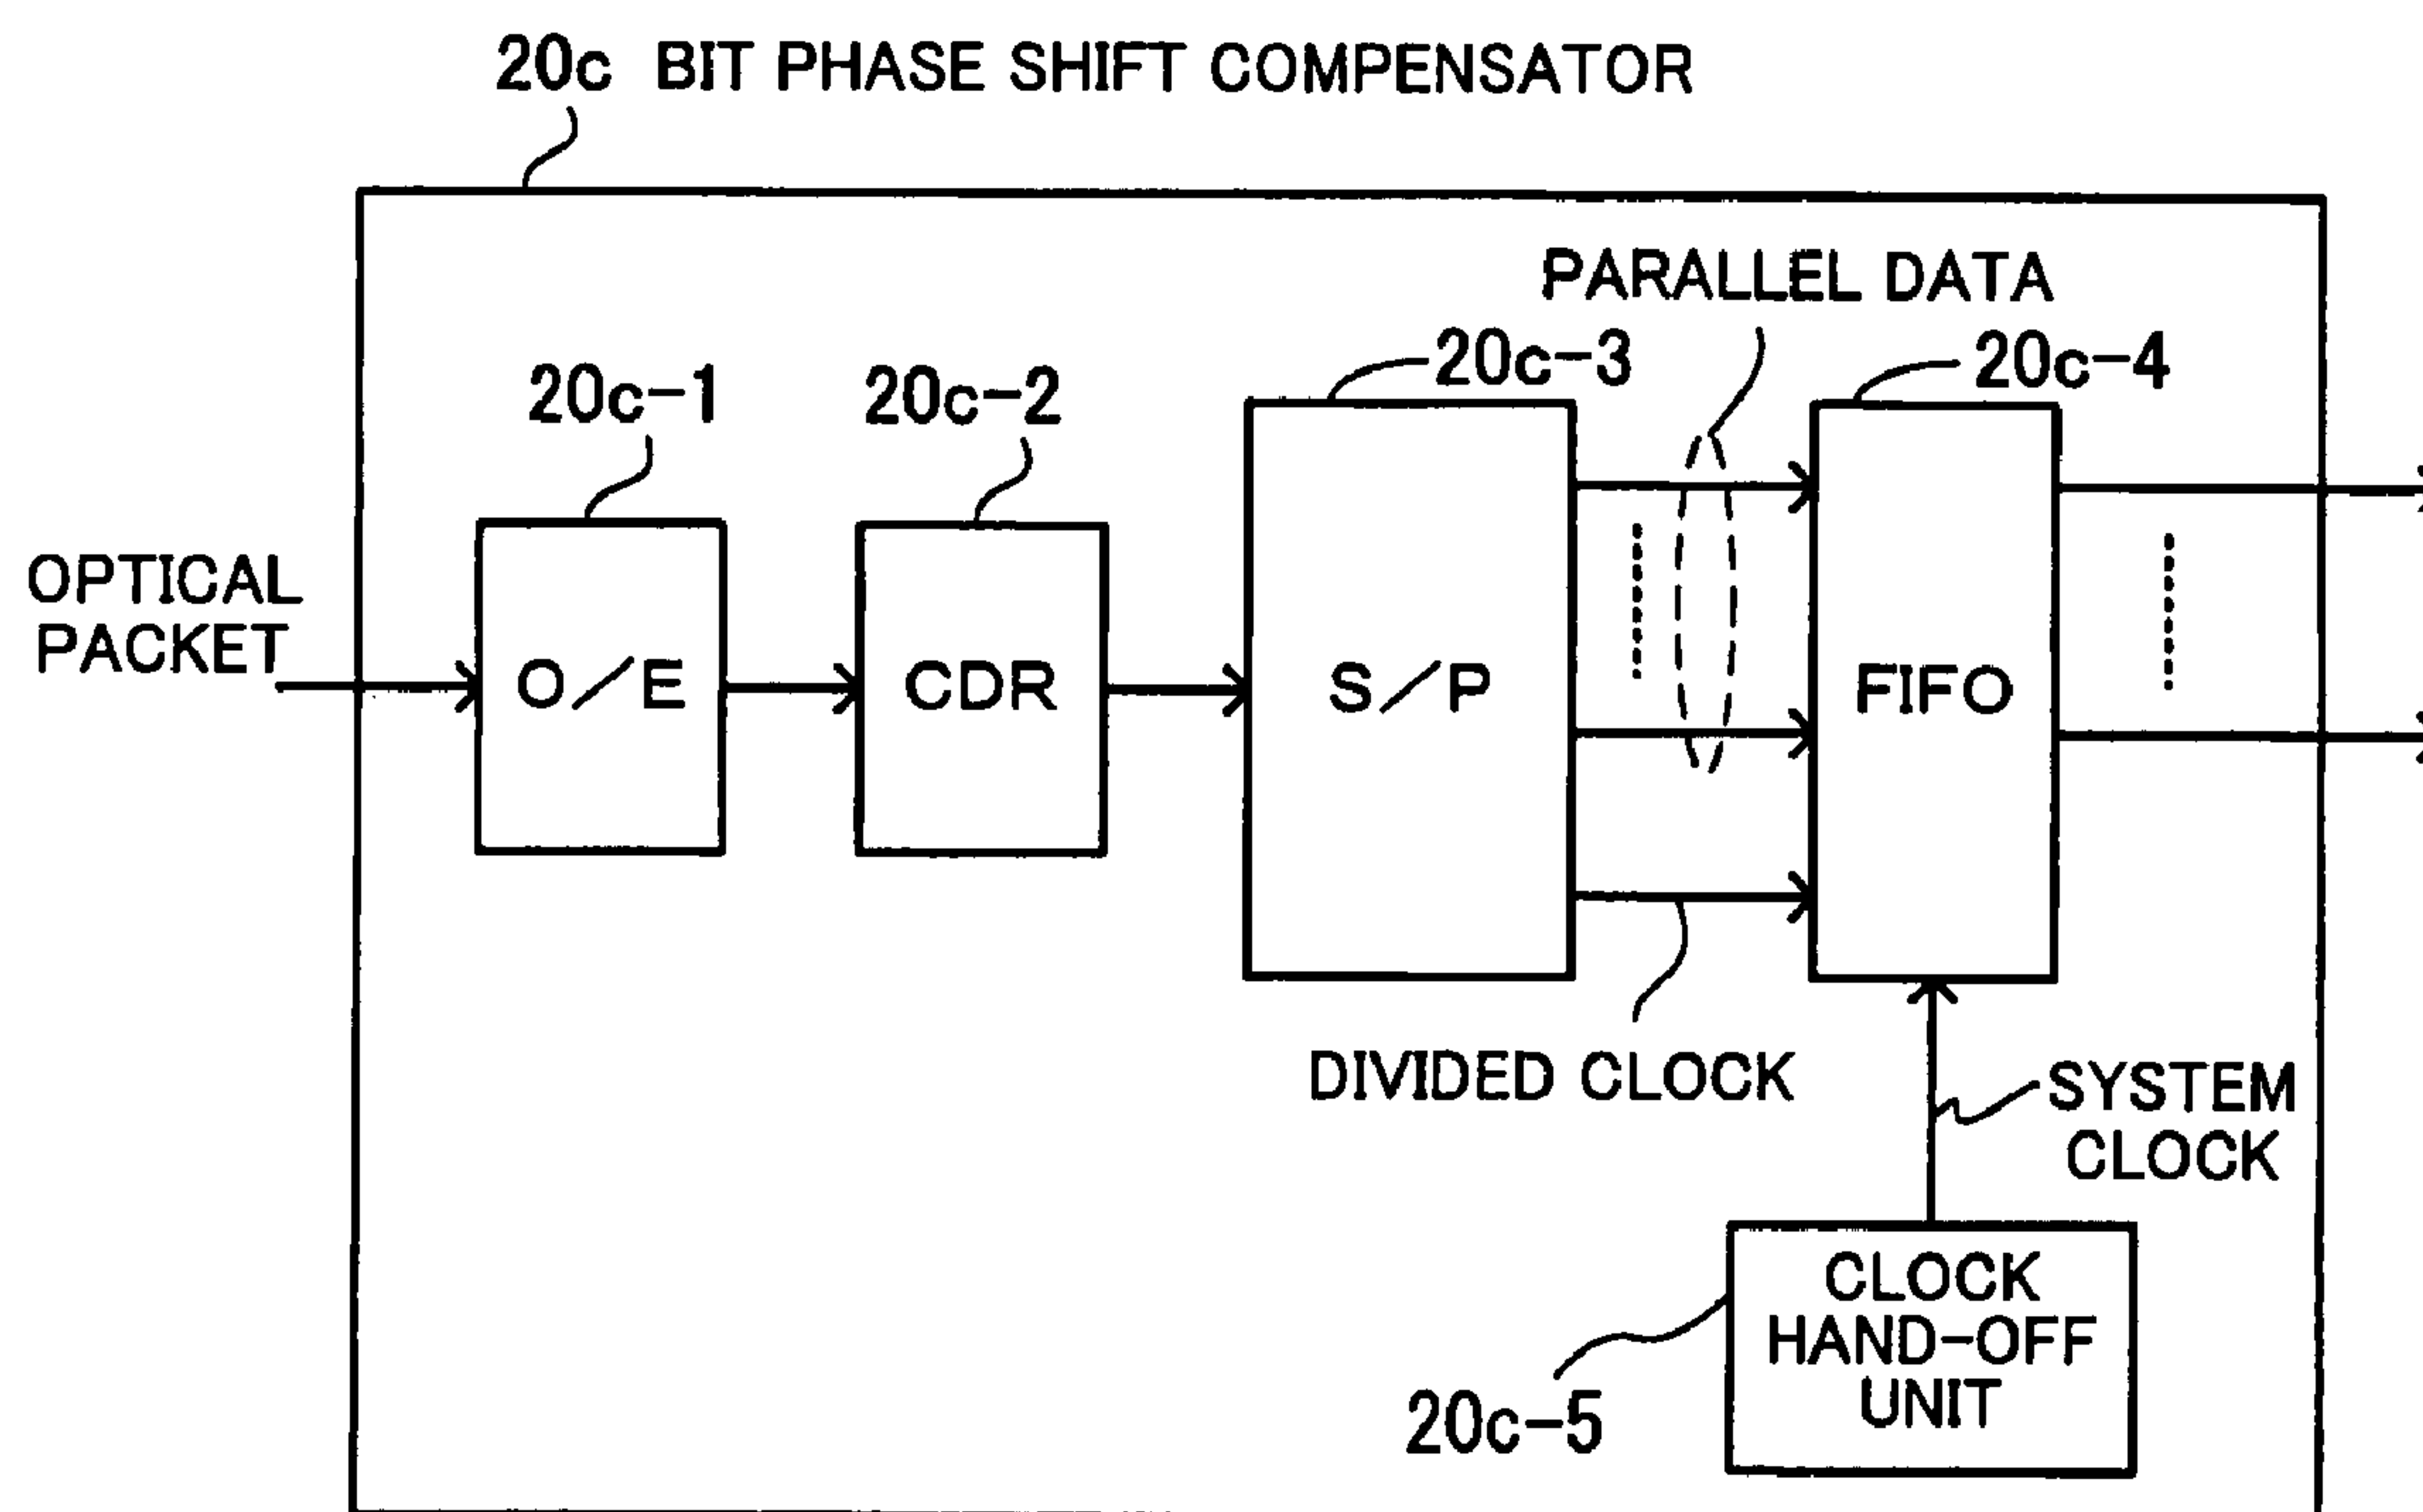 20c BIT PHASE SHIFT COMPENSATOR
PARALLEL DATA
20c-1
20c-2
20c-3
20c-4
OPTICAL
PACKET
O/E
CDR
S/P
FIFO
DIVIDED CLOCK
SYSTEM
CLOCK
CLOCK
HAND-OFF
UNIT
20c-5